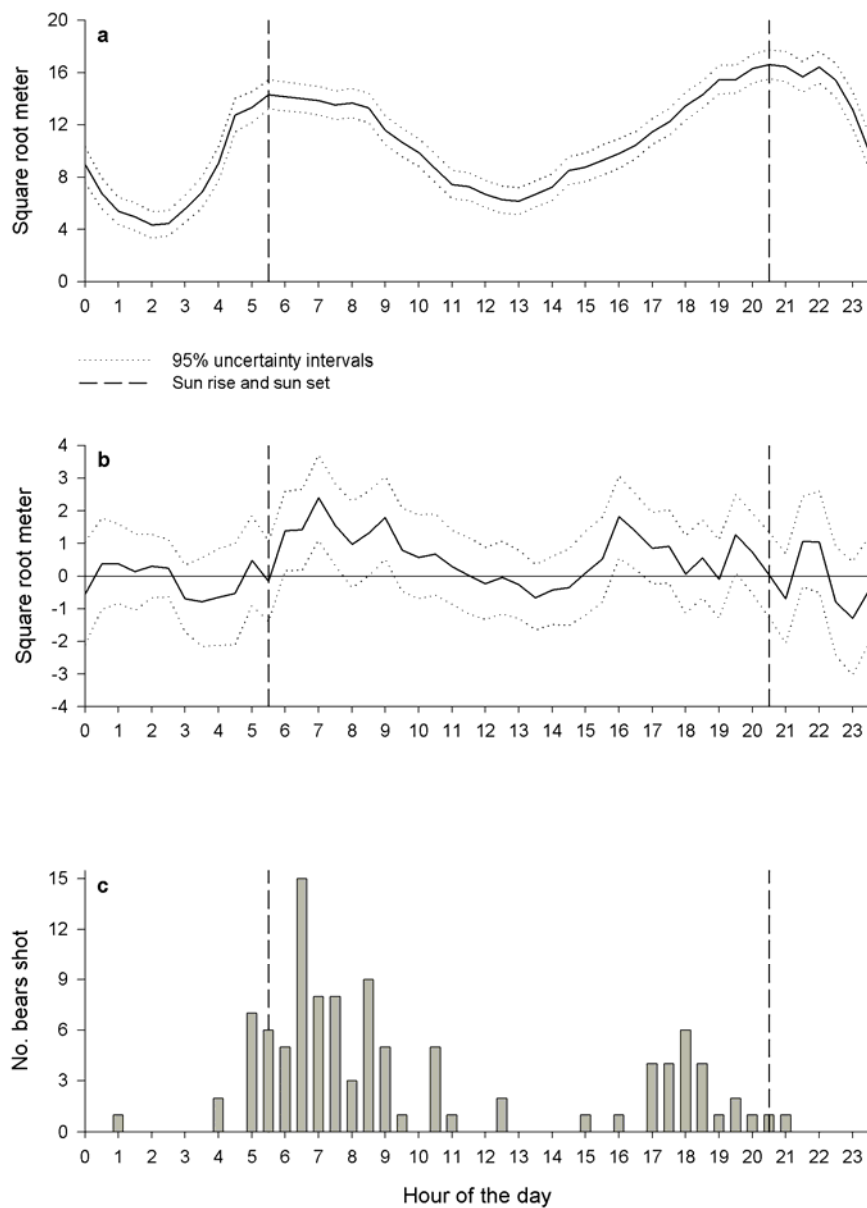 a
Square root meter
20
16
12
8
4
0
0 1 2 3 4 5 6 7 8 9 10 11 12 13 14 15 16 17 18 19 20 21 22 23
95% uncertainty intervals
Sun rise and sun set
b
Square root meter
4
3
2
1
0
-1
-2
-3
-4
0 1 2 3 4 5 6 7 8 9 10 11 12 13 14 15 16 17 18 19 20 21 22 23
c
No. bears shot
15
12
9
6
3
0
0 1 2 3 4 5 6 7 8 9 10 11 12 13 14 15 16 17 18 19 20 21 22 23
Hour of the day